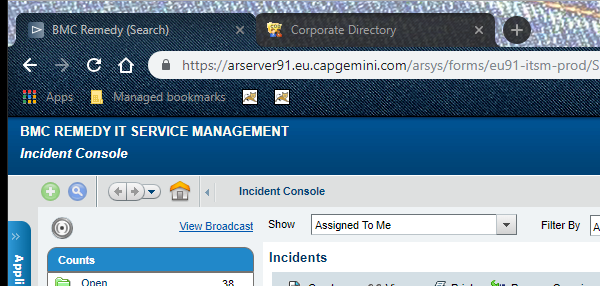 BMC Remedy (Search)
Corporate Directory
https://arserver91.eu.capgemini.com/arsys/forms/eu91-itsm-prod/S
Apps
Managed bookmarks
BMC REMEDY IT SERVICE MANAGEMENT
Incident Console
Incident Console
View Broadcast
Show
Assigned To Me
Filter By
A
Appli
Counts
Incidents
Open
38